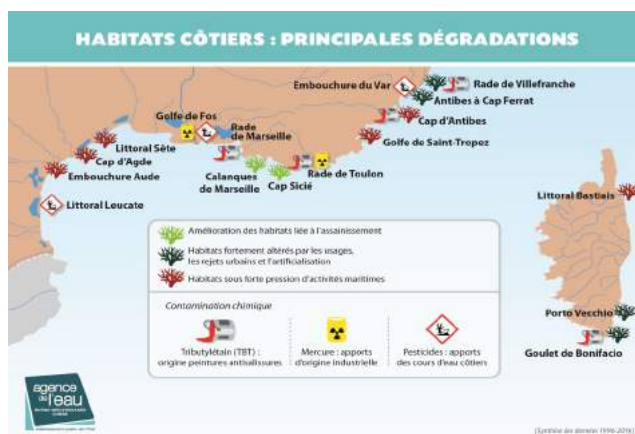 HABITATS CÔTIERS : PRINCIPALES DÉGRADATIONS
Embouchure du Var
Rade de Villefranche
Antibes à Cap Ferrat
Cap d'Antibes
Golfe de Saint-Tropez
Golfe de Fos
Rade
de Marseille
Littoral Sète
Cap d'Agde
Embouchure Aude
Calanques
de Marseille
Cap Sicié
Rade de Toulon
Littoral Leucate
Littoral Bastiais
Amélioration des habitats liée à l'assainissement
Habitats fortement altérés par les usages,
les rejets urbains et l'artificialisation
Habitats sous forte pression d'activités maritimes
Contamination chimique
Tributylétain (TBT) :
origine peintures antisalissures
Mercure : apports
d'origine industrielle
Pesticides : apports
des cours d'eau côtiers
Porto Vecchio
Goulet de Bonifacio
agence
de l'eau
(Synthèse des données 1996-2016)